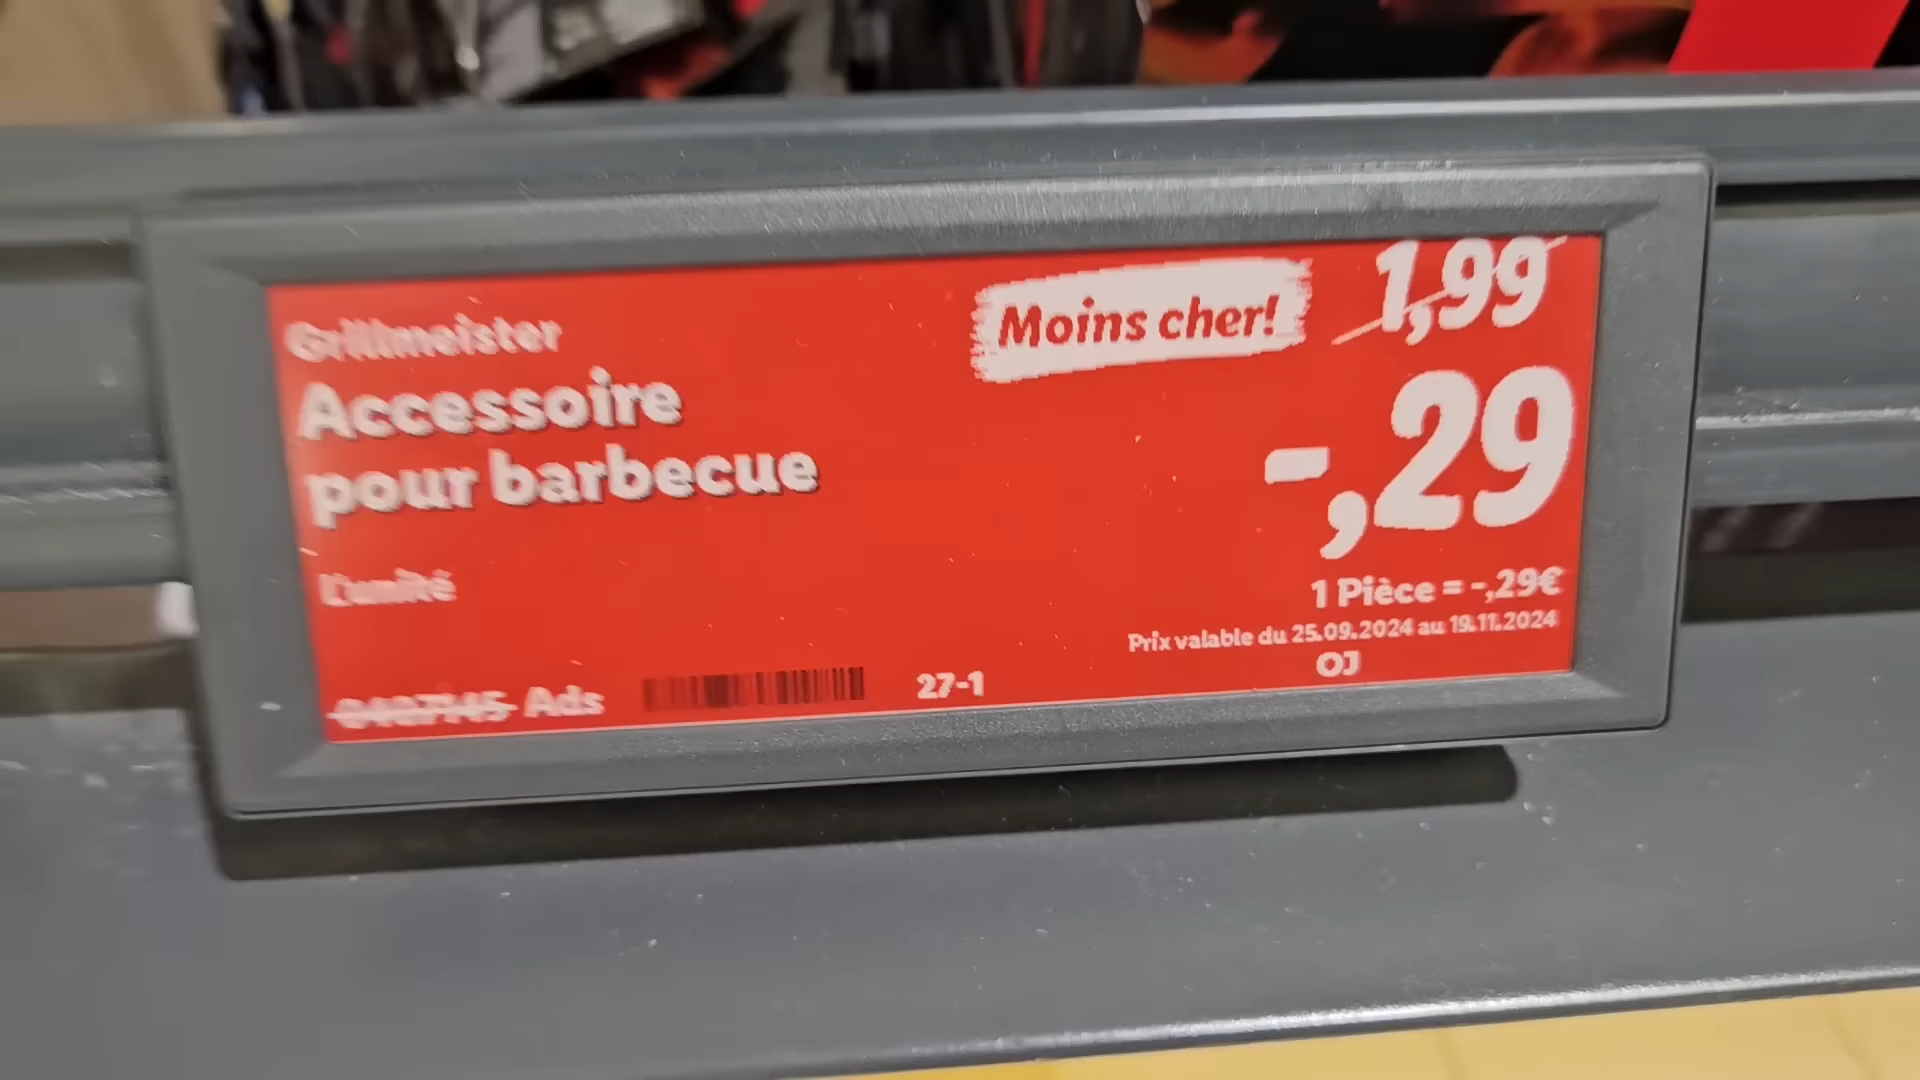 Grillmeister
Accessoire
pour barbecue
L'unité
Moins cher!
1,99
-,29
1 Pièce = -,29€
Prix valable du 25.09.2024 au 19.11.2024
OJ
Ads
27-1